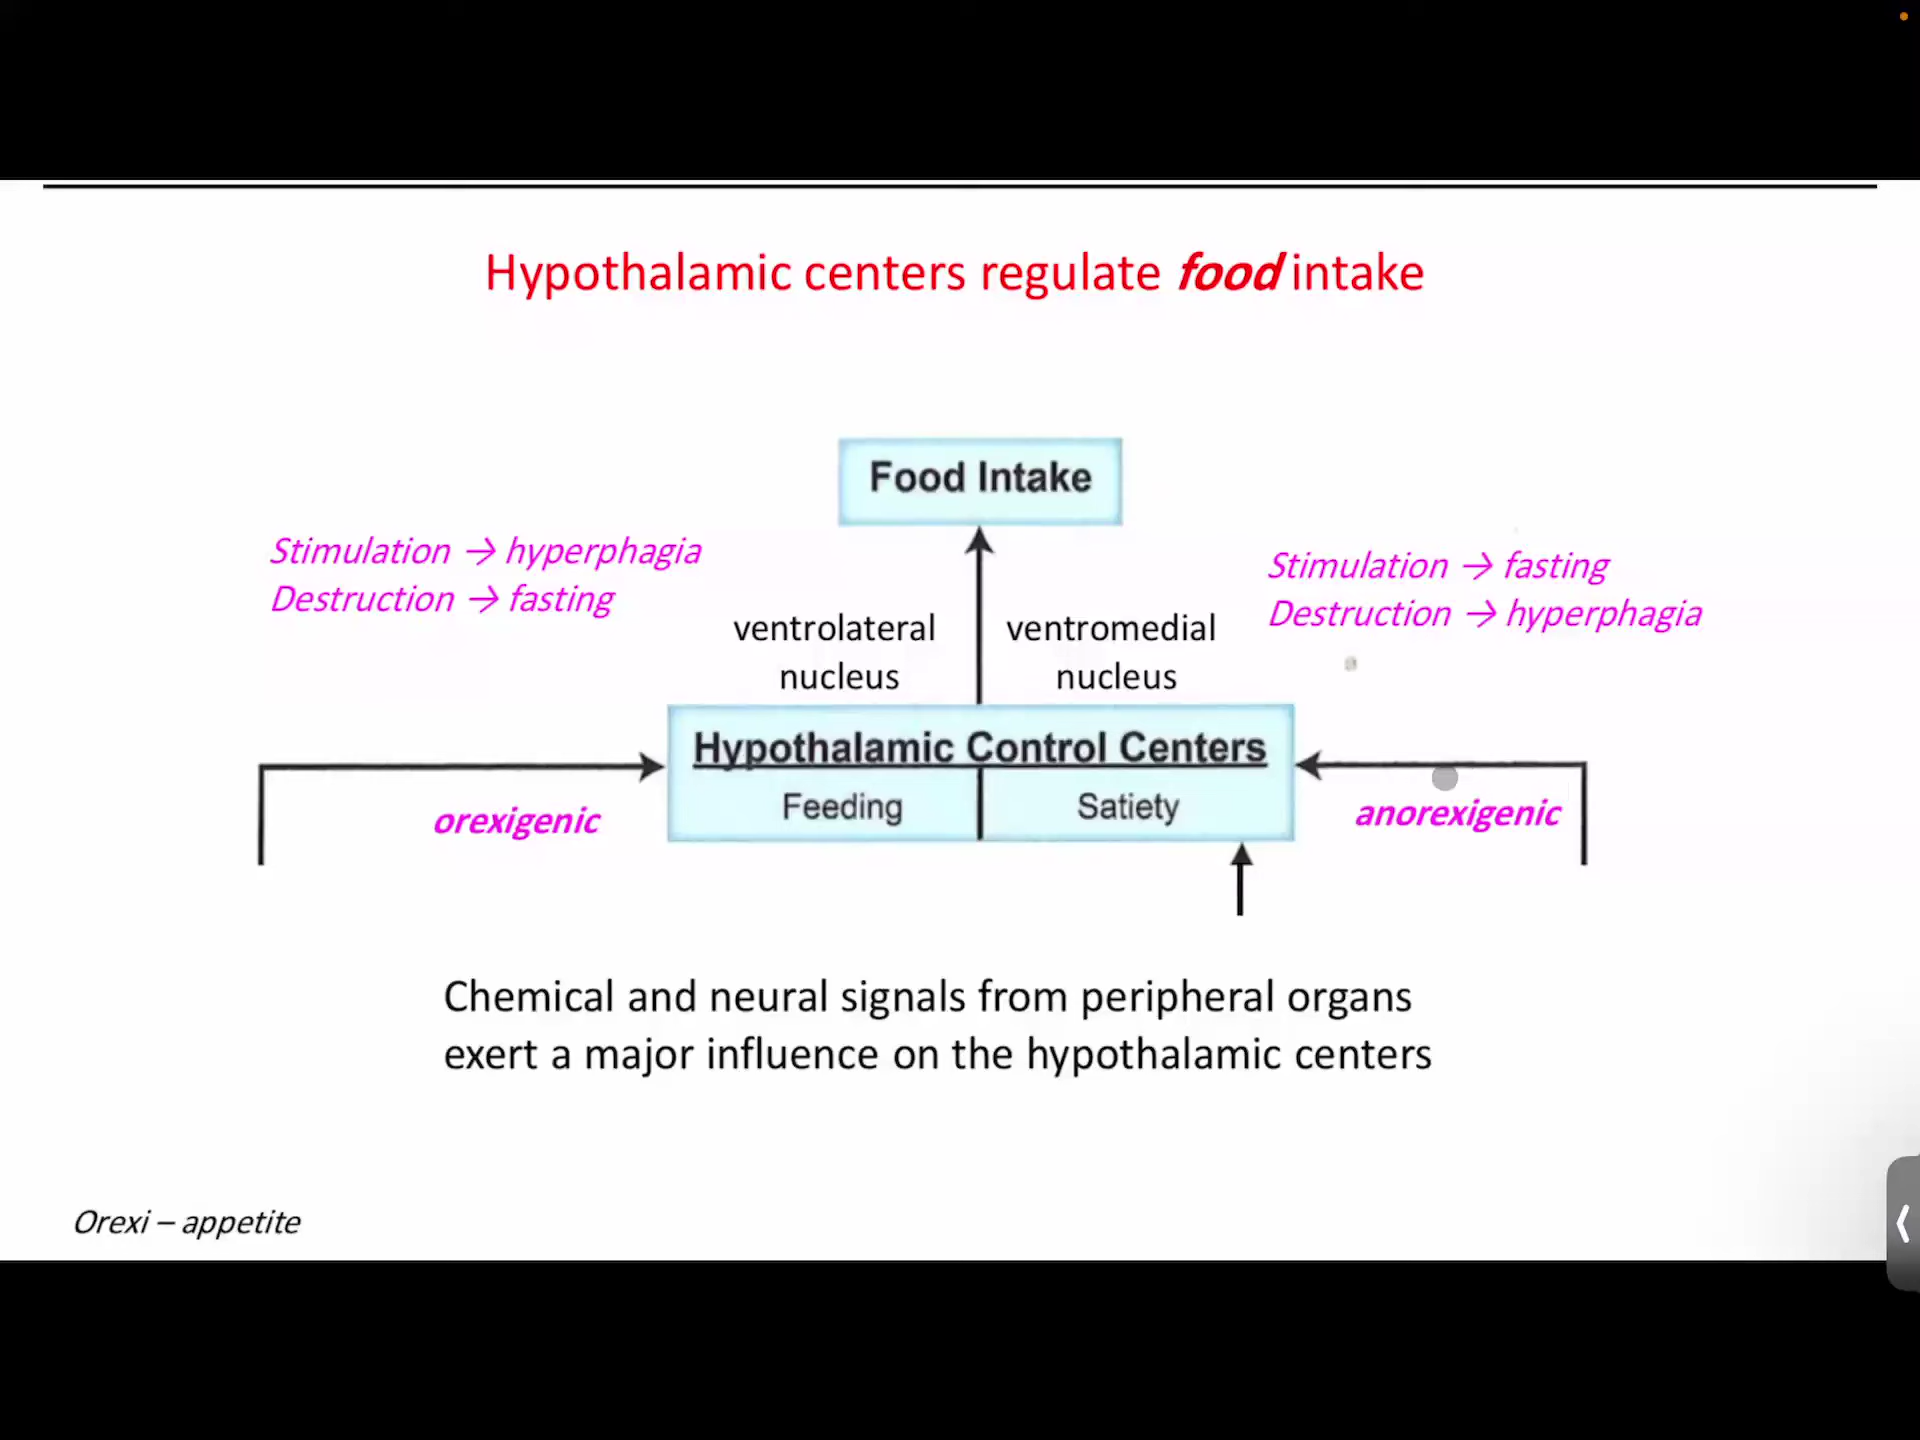 Hypothalamic centers regulate food intake
Food Intake
Stimulation → hyperphagia
Destruction → fasting
Stimulation → fasting
Destruction → hyperphagia
ventrolateral
nucleus
ventromedial
nucleus
Hypothalamic Control Centers
Feeding
Satiety
orexigenic
anorexigenic
Chemical and neural signals from peripheral organs
exert a major influence on the hypothalamic centers
Orexi – appetite